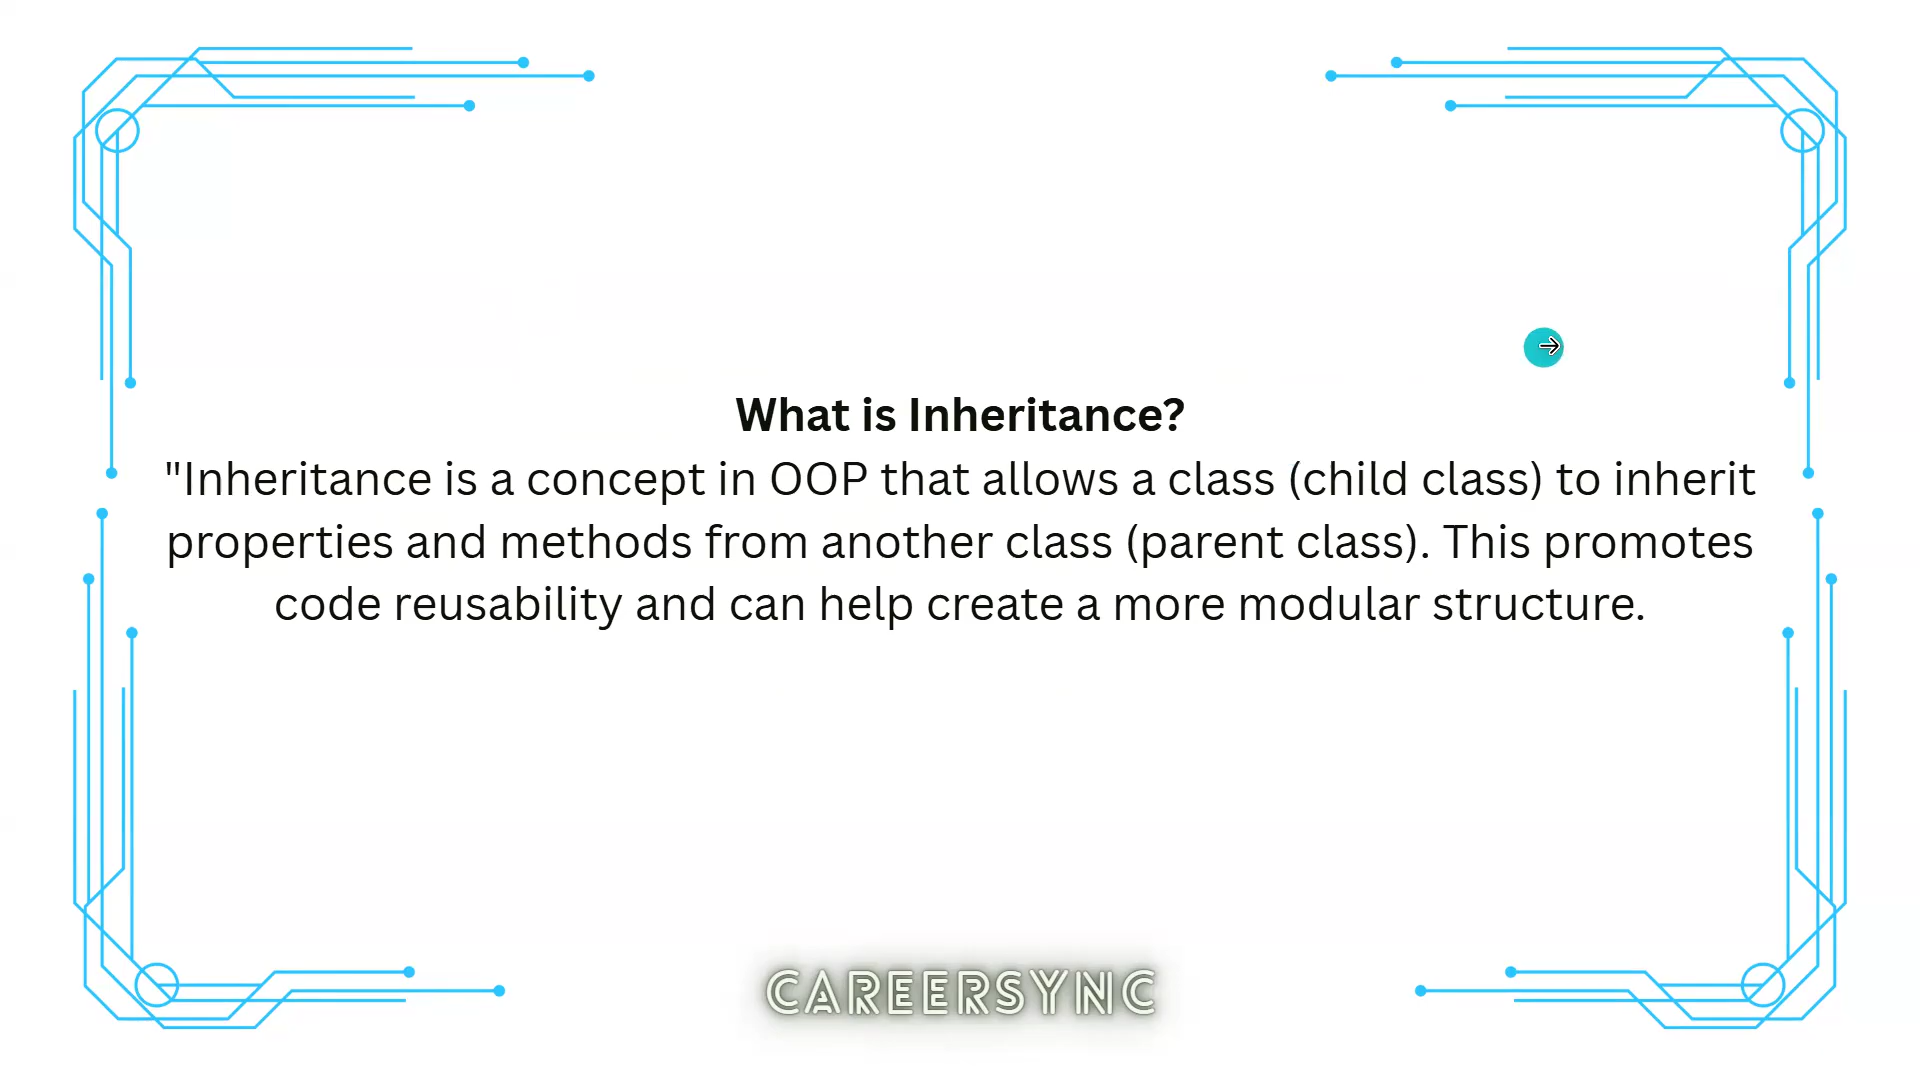 What is Inheritance?
"Inheritance is a concept in OOP that allows a class (child class) to inherit
properties and methods from another class (parent class). This promotes
code reusability and can help create a more modular structure.
CAREERSYNC